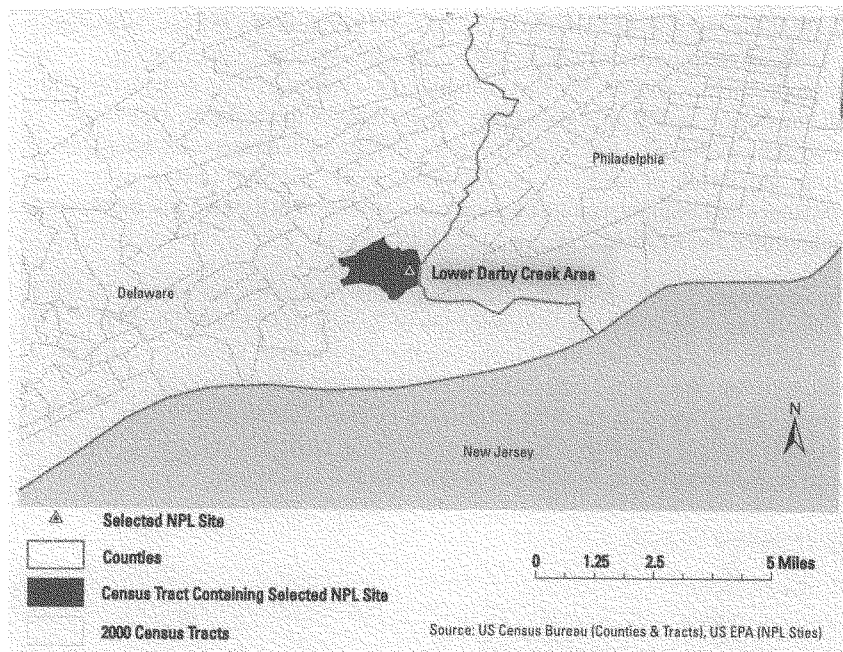 Philadelphia
Lower Darby Creek Area
Delaware
N
New Jersey
Selected NPL Site
Counties
Census Tract Containing Selected NPL Site
2000 Census Tracts
0 1.25 2.5 5 Miles
Source: US Census Bureau (Counties & Tracts), US EPA (NPL Sties)